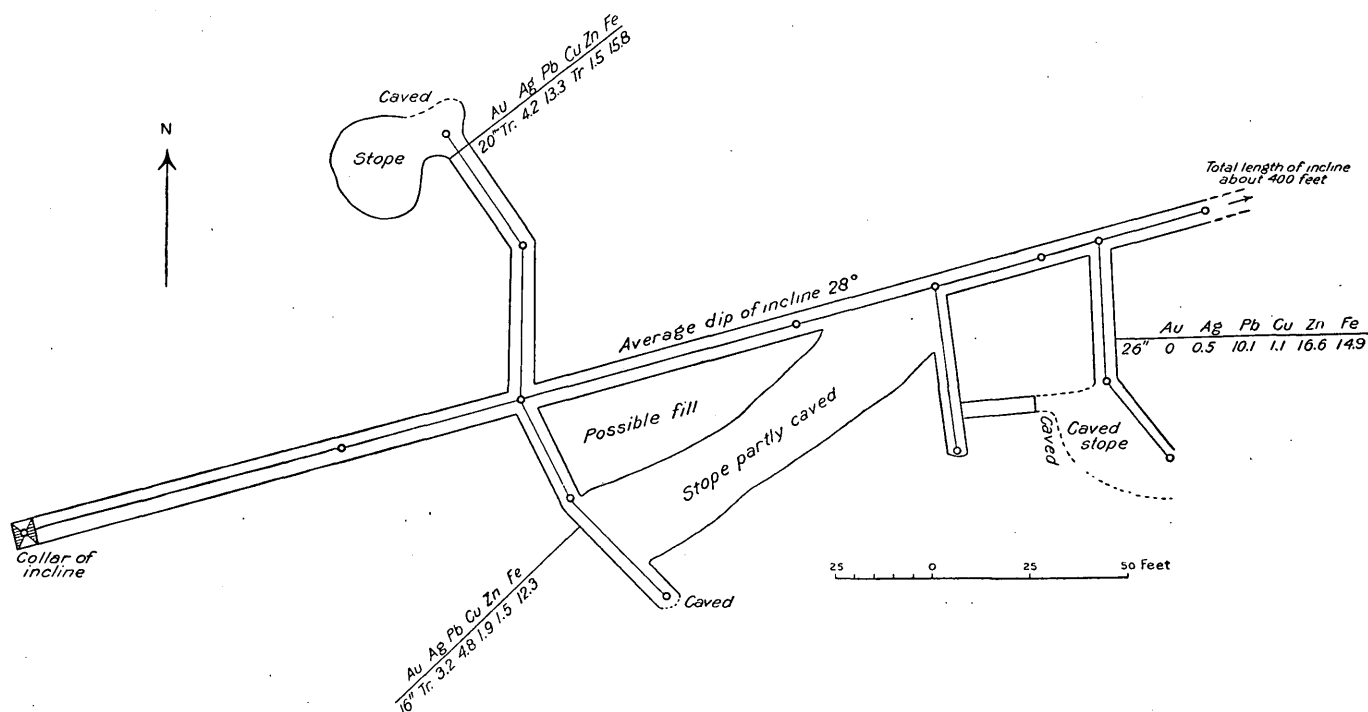 Au Ag Pb Cu Zn Fe
20" Tr. 4.2 13.3 Tr 1.5 15.8
Caved
N
Stope
Total length of incline
about 400 feet
Average dip of incline 28°
Au Ag Pb Cu Zn Fe
26" 0 0.5 10.1 1.1 16.6 14.9
Possible fill
Stope partly caved
Caved
Caved
stope
Collar of
incline
25 0 25 50 Feet
Caved
Au Ag Pb Cu Zn Fe
16" Tr. 3.2 4.8 1.9 1.5 12.3